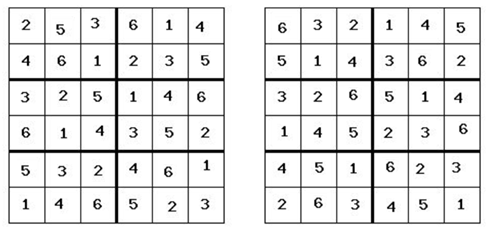 2 5 3 6 1 4 6 3 2 1 4 5
4 6 1 2 3 5 5 1 4 3 6 2
3 2 5 1 4 6 3 2 6 5 1 4
6 1 4 3 5 2 1 4 5 2 3 6
5 3 2 4 6 1 4 5 1 6 2 3
1 4 6 5 2 3 2 6 3 4 5 1